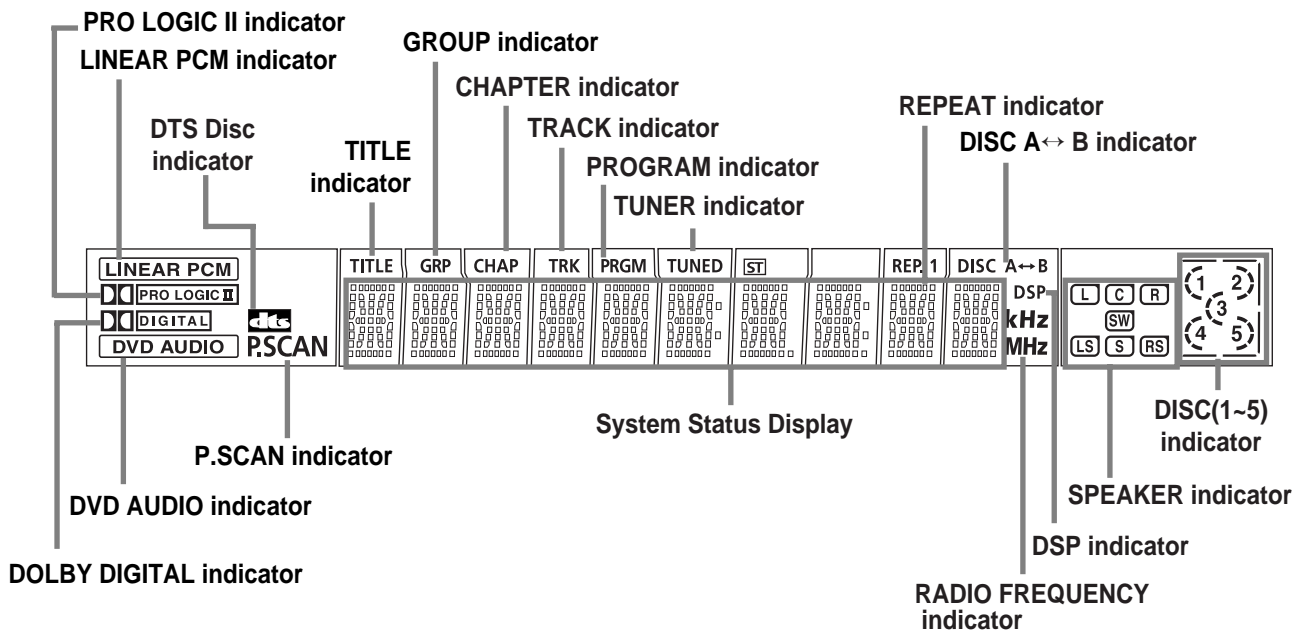 PRO LOGIC II indicator
LINEAR PCM indicator
DTS Disc
indicator
TITLE
indicator
GROUP indicator
CHAPTER indicator
TRACK indicator
PROGRAM indicator
TUNER indicator
REPEAT indicator
DISC A↔ B indicator
LINEAR PCM
PRO LOGIC II
DIGITAL
DVD AUDIO
dts
P.SCAN
TITLE GRP CHAP TRK PRGM TUNED ST REP. 1 DISC A↔B
DSP
kHz
MHz
L C R
SW
LS S RS
1 2
3
4 5
System Status Display
DISC(1~5)
indicator
P.SCAN indicator
SPEAKER indicator
DVD AUDIO indicator
DSP indicator
DOLBY DIGITAL indicator
RADIO FREQUENCY
indicator